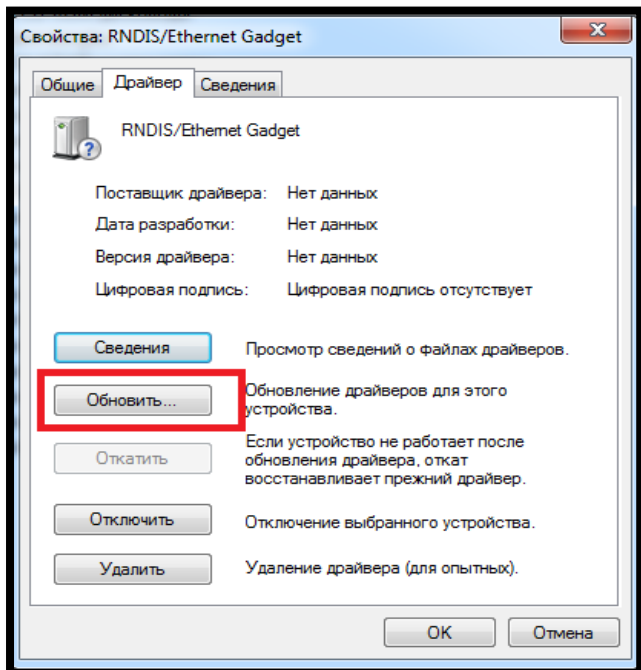 Свойства: RNDIS/Ethernet Gadget
Общие Драйвер Сведения
RNDIS/Ethernet Gadget
Поставщик драйвера: Нет данных
Дата разработки: Нет данных
Версия драйвера: Нет данных
Цифровая подпись: Цифровая подпись отсутствует
Сведения Просмотр сведений о файлах драйверов.
Обновить... Обновление драйверов для этого
устройства.
Откатить Если устройство не работает после
обновления драйвера, откат
восстанавливает прежний драйвер.
Отключить Отключение выбранного устройства.
Удалить Удаление драйвера (для опытных).
OK Отмена